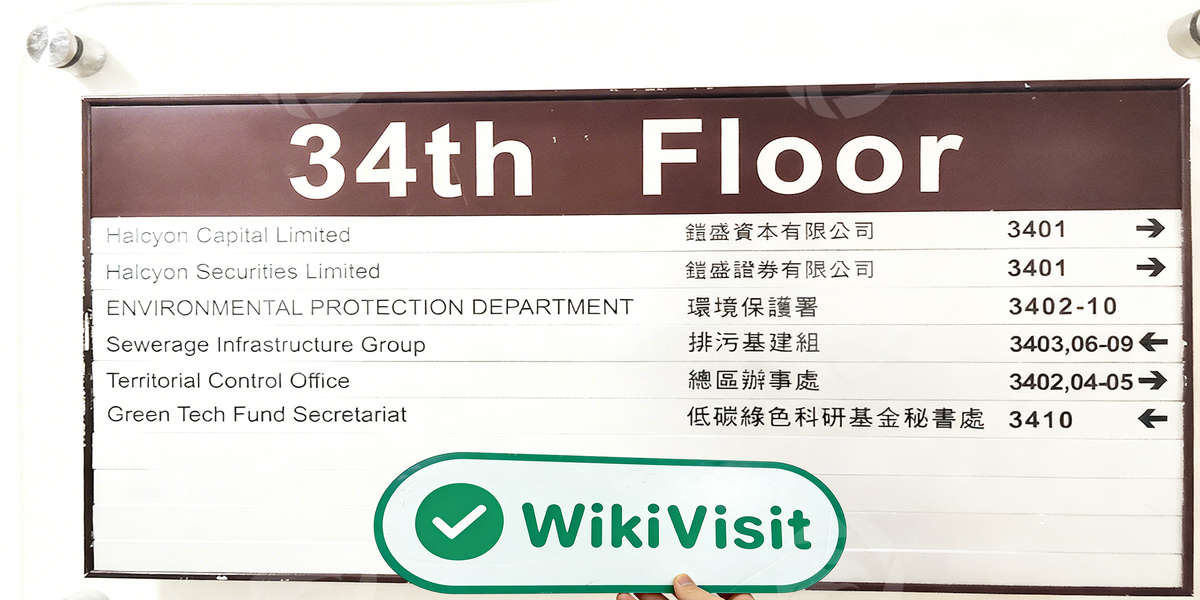 34th Floor
Halcyon Capital Limited 鎧盛資本有限公司 3401 →
Halcyon Securities Limited 鎧盛證券有限公司 3401 →
ENVIRONMENTAL PROTECTION DEPARTMENT 環境保護署 3402-10
Sewerage Infrastructure Group 排污基建組 3403,06-09 ←
Territorial Control Office 總區辦事處 3402,04-05 →
Green Tech Fund Secretariat 低碳綠色科研基金秘書處 3410 ←
WikiVisit